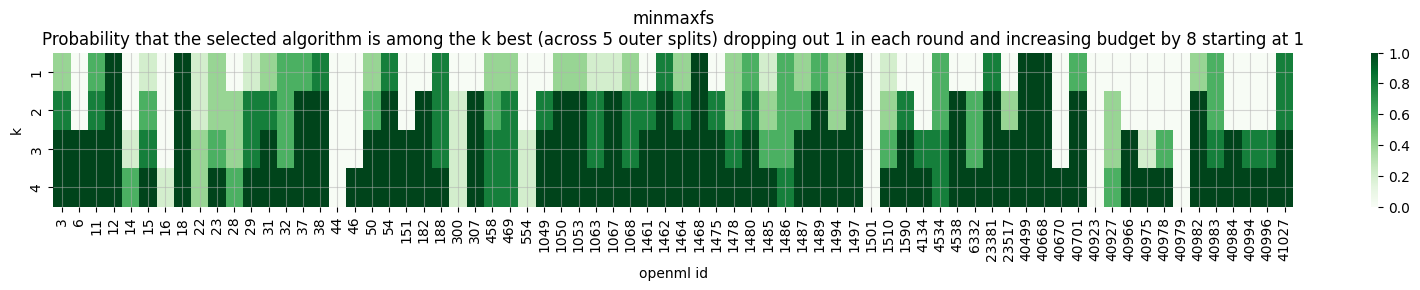 minmaxfs
Probability that the selected algorithm is among the k best (across 5 outer splits) dropping out 1 in each round and increasing budget by 8 starting at 1
k
1
2
3
4
3 6 11 12 14 15 16 18 22 23 28 29 31 32 37 38 44 46 50 54 151 182 188 300 307 458 469 554 1049 1050 1053 1063 1067 1068 1461 1462 1464 1468 1475 1478 1480 1485 1486 1487 1489 1494 1497 1501 1510 1590 4134 4534 4538 6332 23381 23517 40499 40668 40670 40701 40923 40927 40966 40975 40978 40979 40982 40983 40984 40994 40996 41027
openml id
1.0
0.8
0.6
0.4
0.2
0.0